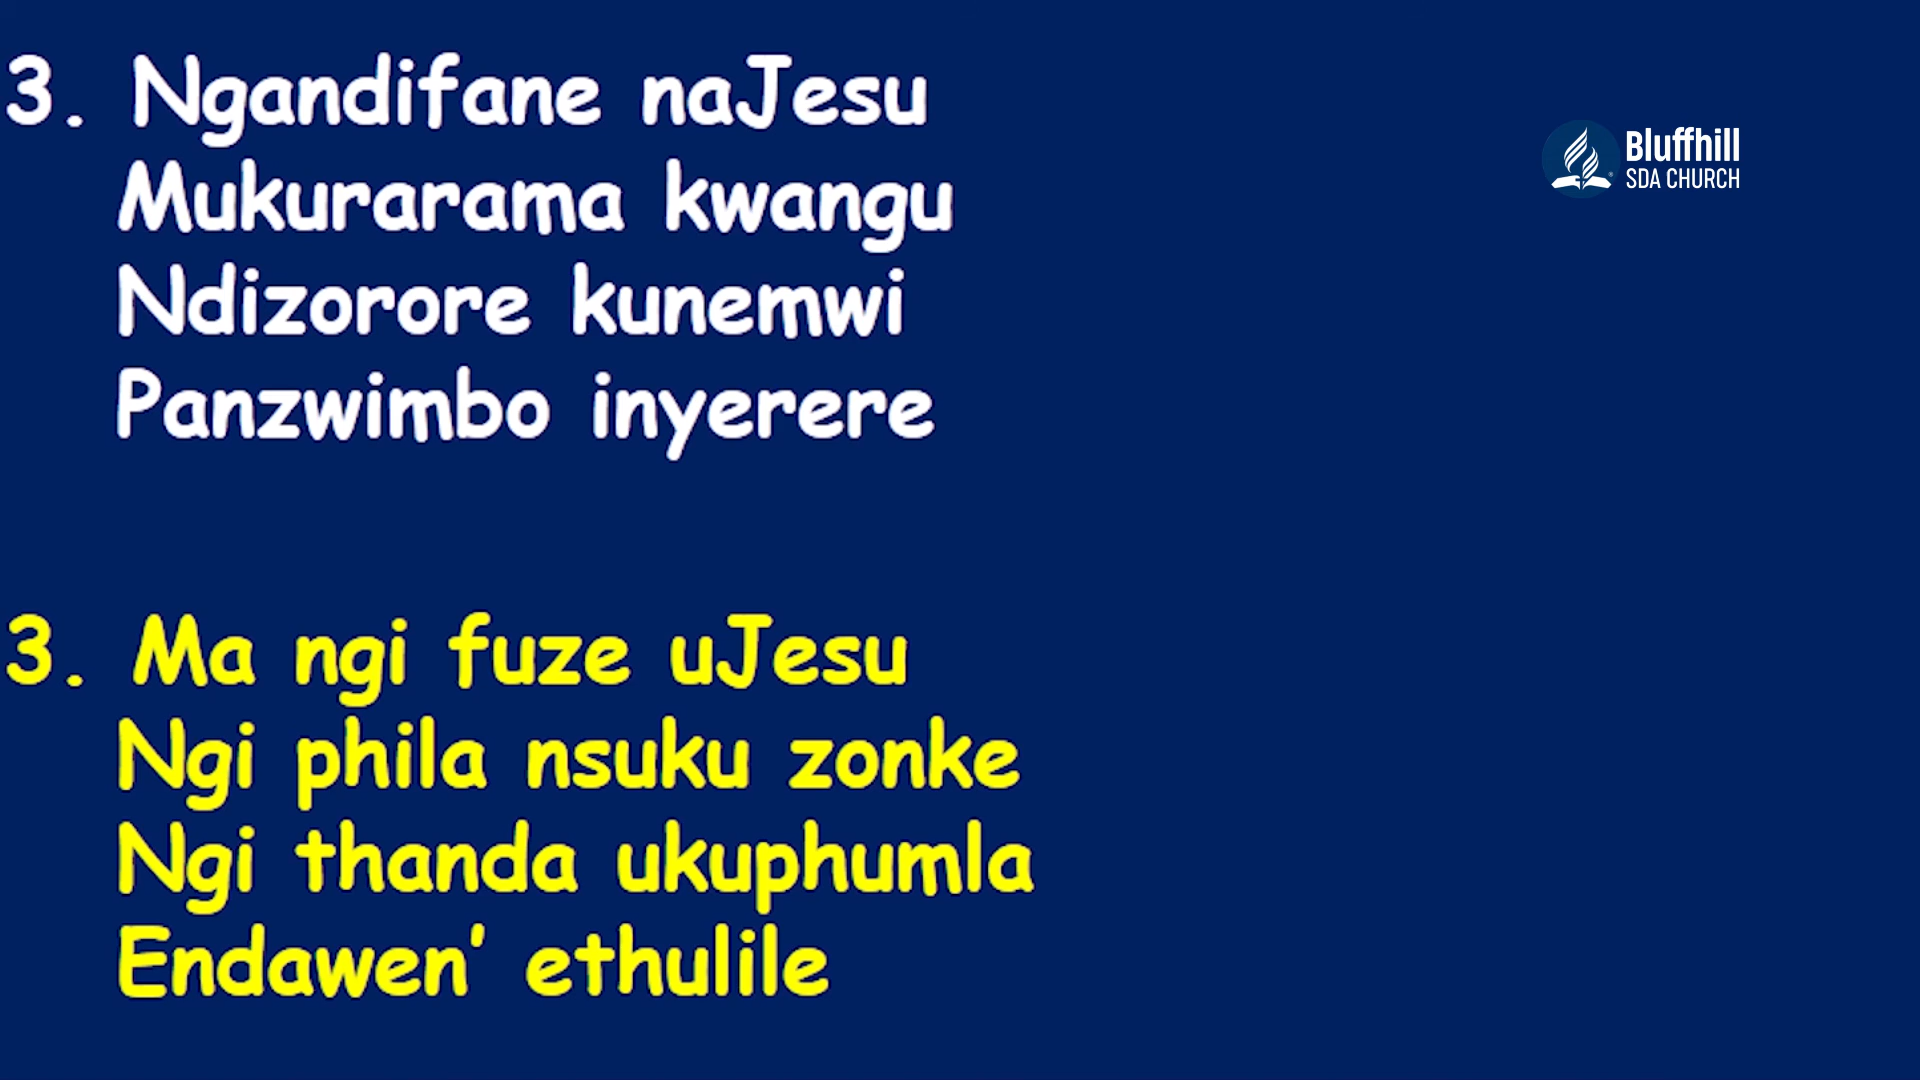 3. Ngandifane naJesu
Mukurarama kwangu
Ndizorore kunemwi
Panzwimbo inyerere
Bluffhill
SDA CHURCH
3. Ma ngi fuze uJesu
Ngi phila nsuku zonke
Ngi thanda ukuphumla
Endawen’ ethulile